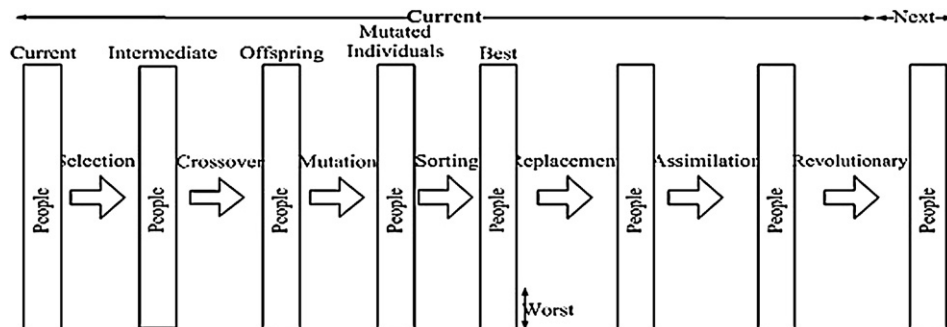 Current
Next
Current
Intermediate
Offspring
Mutated
Individuals
Best
Selection
Crossover
Mutation
Sorting
Replacemen
Assimilation
Revolutionary
People
People
People
People
People
People
People
People
Worst